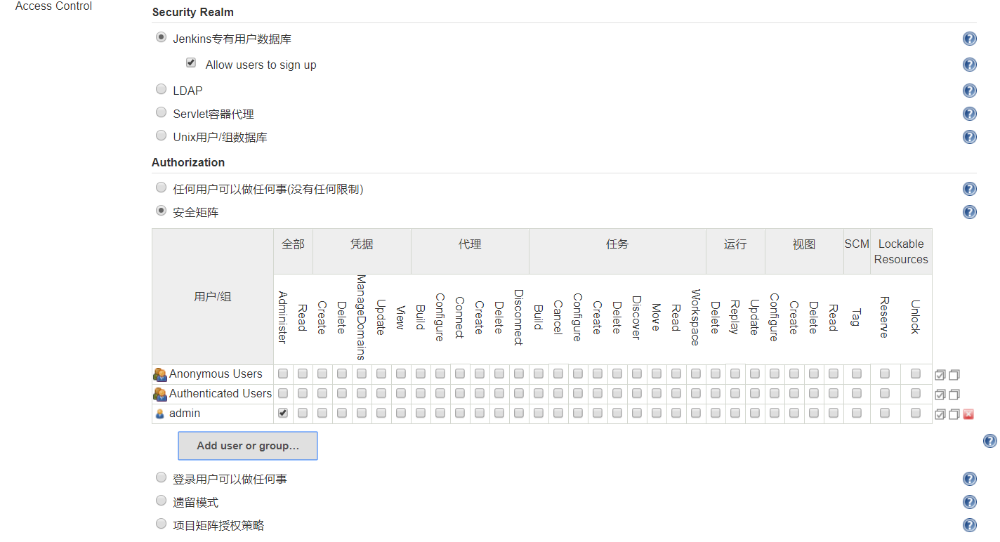 Access Control
Security Realm
Jenkins专有用户数据库
Allow users to sign up
LDAP
Servlet容器代理
Unix用户/组数据库
Authorization
任何用户可以做任何事(没有任何限制)
安全矩阵
用户/组 全部 凭据 代理 任务 运行 视图 SCM Lockable Resources
Administer Read Create Delete ManageDomains Update View Build Configure Connect Create Delete Disconnect Build Cancel Configure Create Delete Discover Move Read Workspace Delete Replay Update Configure Create Delete Read Tag Reserve Unlock
Anonymous Users
Authenticated Users
admin
Add user or group...
登录用户可以做任何事
遗留模式
项目矩阵授权策略